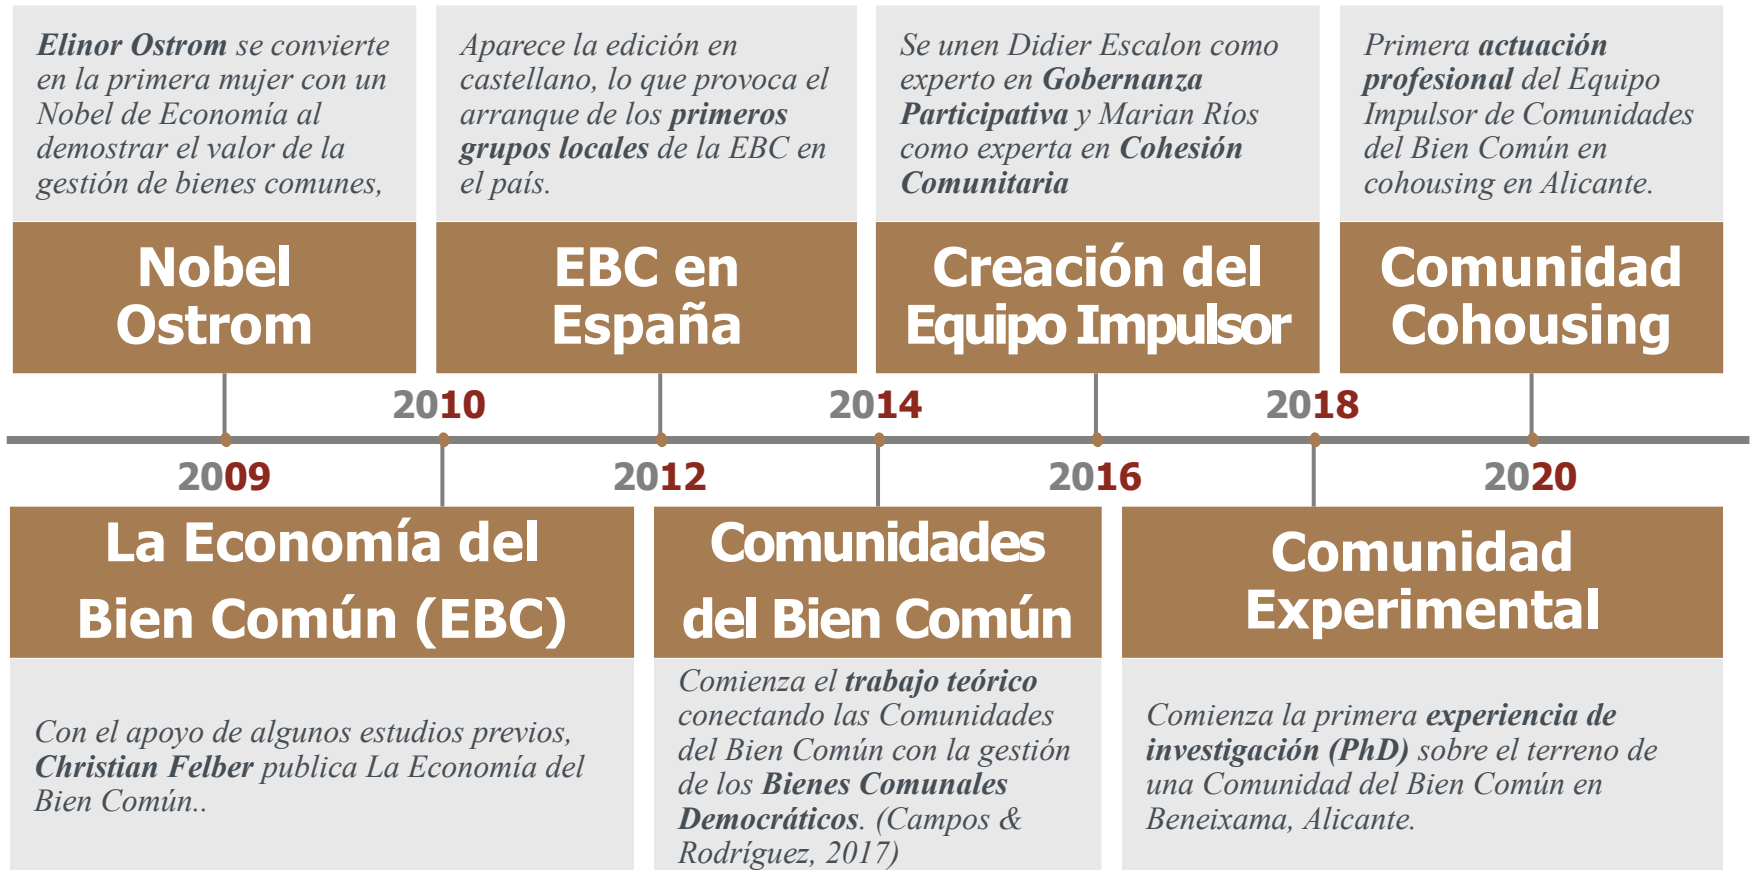 Elinor Ostrom se convierte
en la primera mujer con un
Nobel de Economía al
demostrar el valor de la
gestión de bienes comunes,
Nobel
Ostrom
Aparece la edición en
castellano, lo que provoca el
arranque de los primeros
grupos locales de la EBC en
el país.
EBC en
España
Se unen Didier Escalon como
experto en Gobernanza
Participativa y Marian Ríos
como experta en Cohesión
Comunitaria
Creación del
Equipo Impulsor
Primera actuación
profesional del Equipo
Impulsor de Comunidades
del Bien Común en
cohousing en Alicante.
Comunidad
Cohousing
2010
2014
2018
2009
2012
2016
2020
La Economía del
Bien Común (EBC)
Con el apoyo de algunos estudios previos,
Christian Felber publica La Economía del
Bien Común..
Comunidades
del Bien Común
Comienza el trabajo teórico
conectando las Comunidades
del Bien Común con la gestión
de los Bienes Comunales
Democráticos. (Campos &
Rodríguez, 2017)
Comunidad
Experimental
Comienza la primera experiencia de
investigación (PhD) sobre el terreno de
una Comunidad del Bien Común en
Beneixama, Alicante.